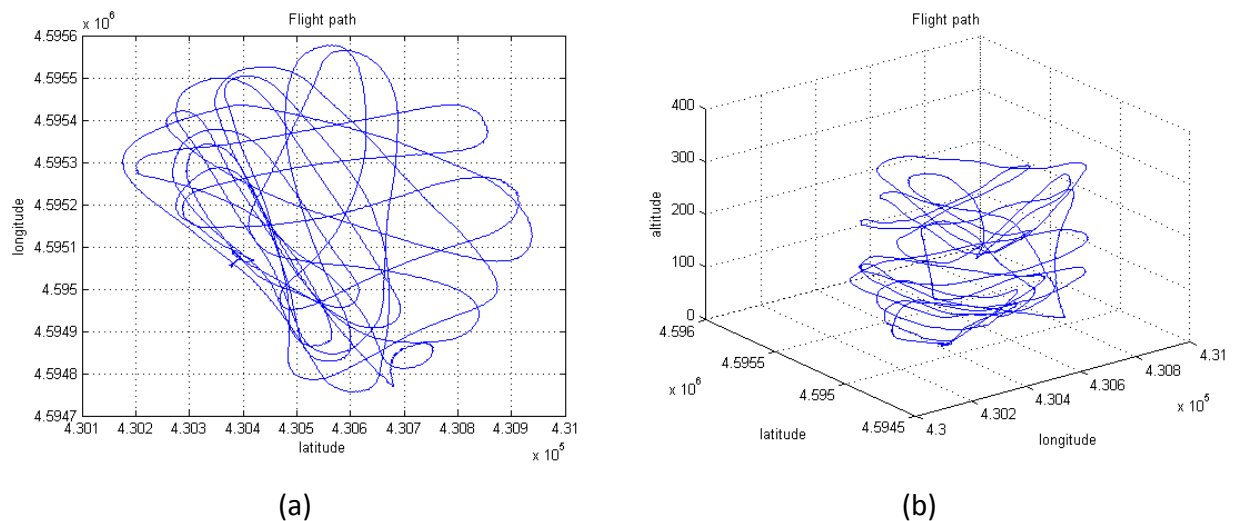 x 10^6
Flight path
4.5956
4.5955
4.5954
4.5953
4.5952
4.5951
4.595
4.5949
4.5948
4.5947
longitude
4.301 4.302 4.303 4.304 4.305 4.306 4.307 4.308 4.309 4.31
latitude
x 10^5
(a)
Flight path
400
300
200
100
0
altitude
4.596
4.5955
4.595
4.5945
x 10^6
latitude
4.3
4.302
4.304
4.306
4.308
4.31
x 10^5
longitude
(b)